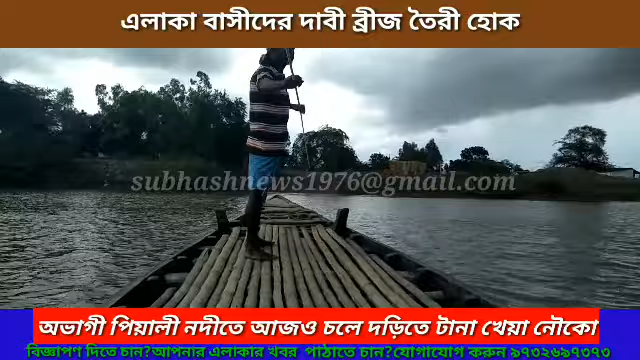 এলাকা বাসীদের দাবী ব্রীজ তৈরী হোক
subhashnews1976@gmail.com
অভাগী পিয়ালী নদীতে আজও চলে দড়িতে টানা খেয়া নৌকো
বিজ্ঞাপণ দিতে চান?আপনার এলাকার খবর পাঠাতে চান?যোগাযোগ করুন ৯৭৩২৬৯৭৩৭৩